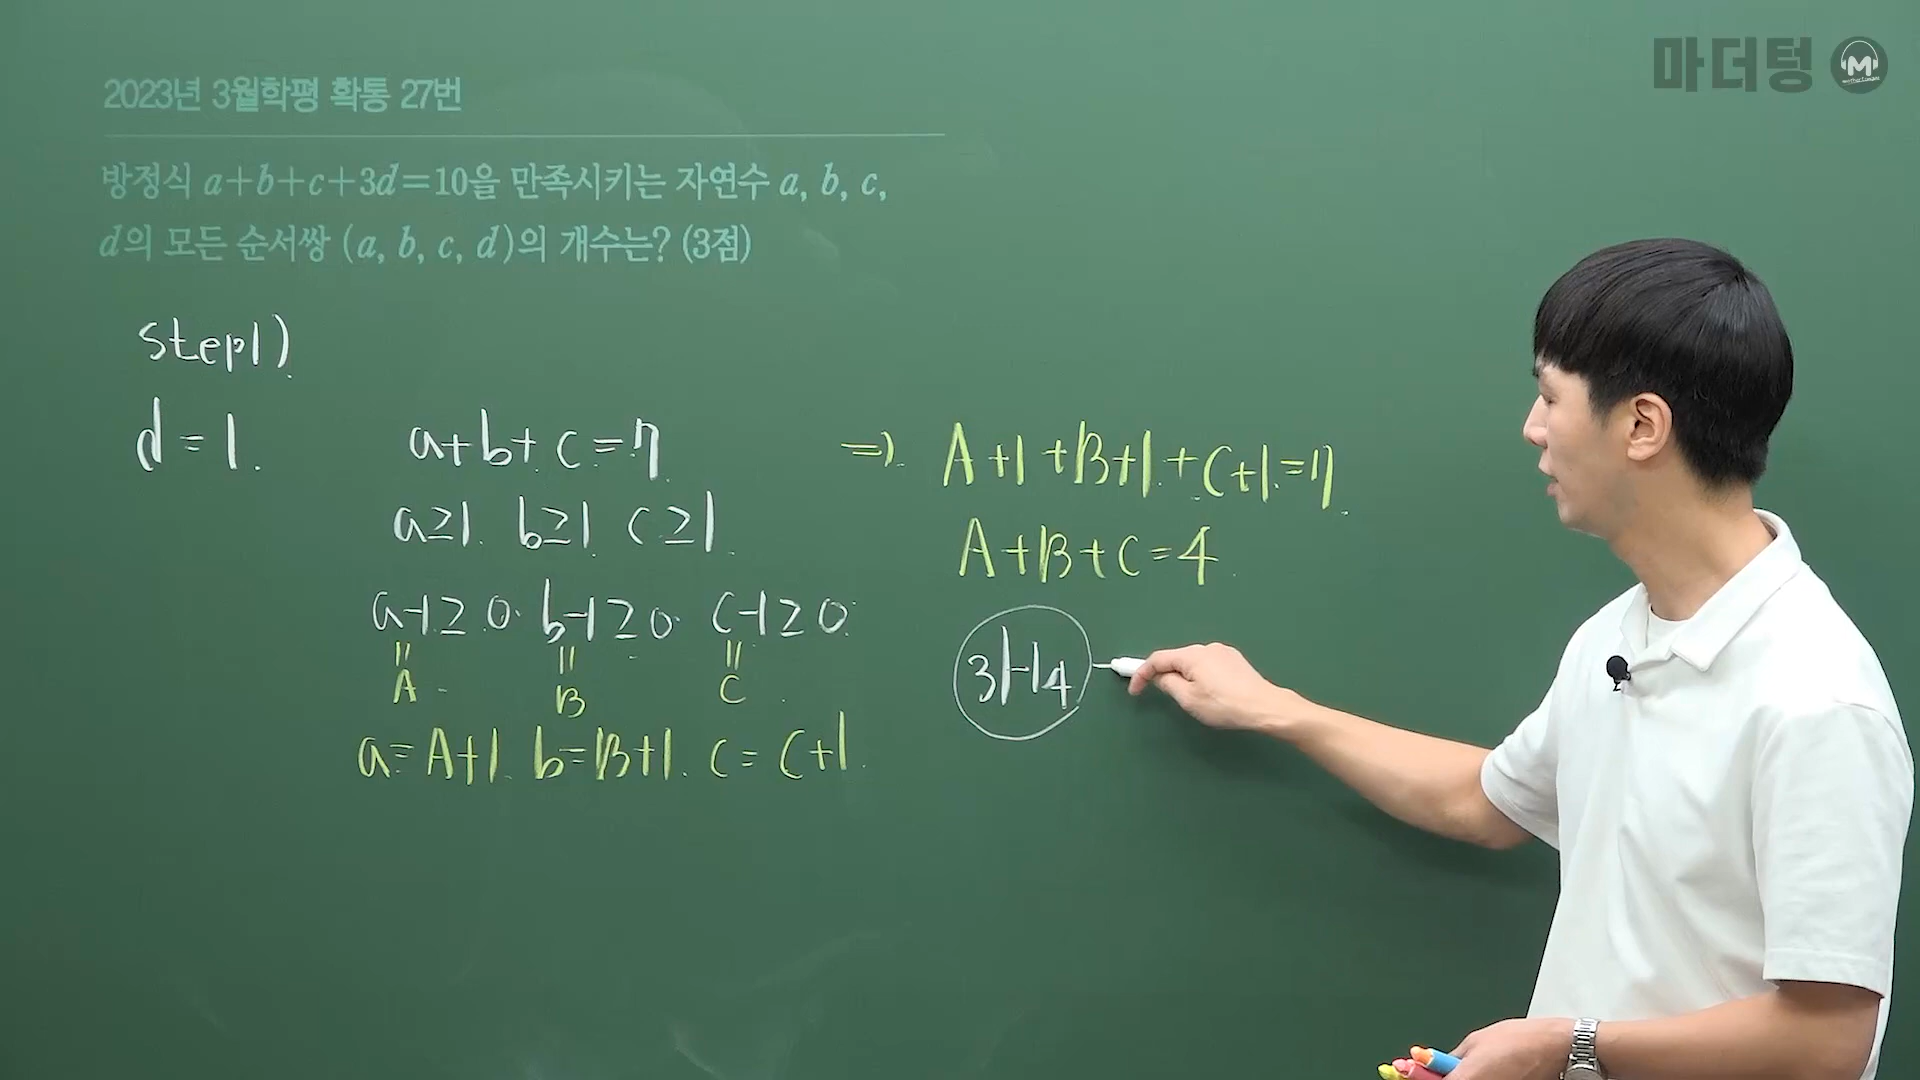 마더텅
2023년 3월학평 확통 27번
방정식 a+b+c+3d=10을 만족시키는 자연수 a, b, c,
d의 모든 순서쌍 (a, b, c, d)의 개수는? (3점)
step1)
d=1. a+b+c=7 ⇒ A+1+B+1+C+1=7
a≥1. b≥1 c≥1. A+B+C=4
a-1≥0. b-1≥0. c-1≥0. 3H4
= = =
A B C
a=A+1. b=B+1. c=C+1.